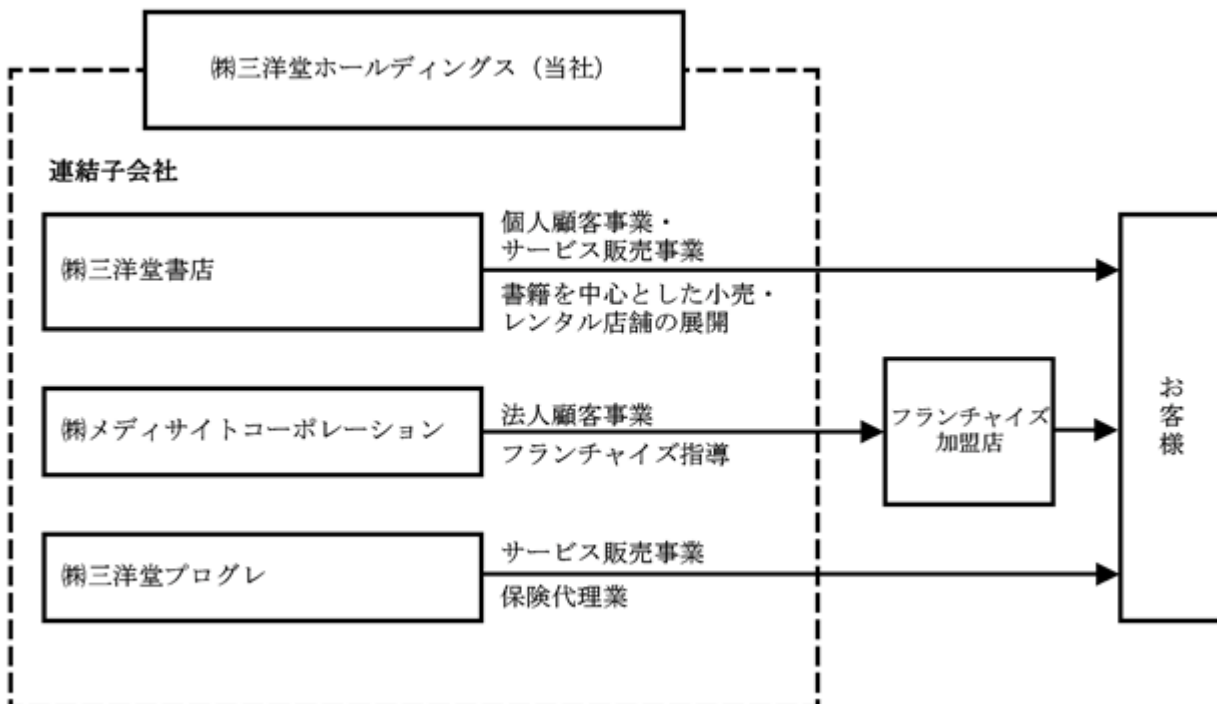 ㈱三洋堂ホールディングス（当社）
連結子会社
㈱三洋堂書店
個人顧客事業・
サービス販売事業
書籍を中心とした小売・
レンタル店舗の展開
㈱メディサイトコーポレーション
法人顧客事業
フランチャイズ指導
フランチャイズ
加盟店
㈱三洋堂プログレ
サービス販売事業
保険代理業
お客様